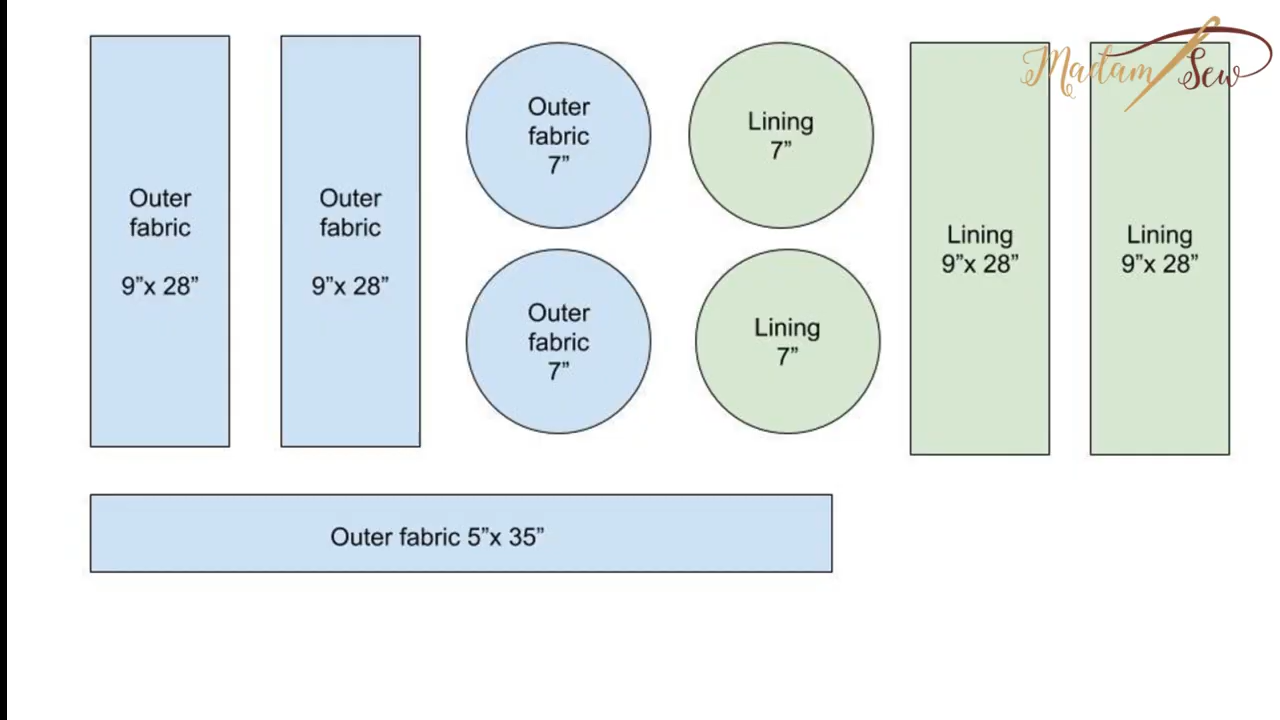 Madam Sew
Outer
fabric
9”x 28”
Outer
fabric
9”x 28”
Outer
fabric
7”
Lining
7”
Outer
fabric
7”
Lining
7”
Lining
9”x 28”
Lining
9”x 28”
Outer fabric 5”x 35”